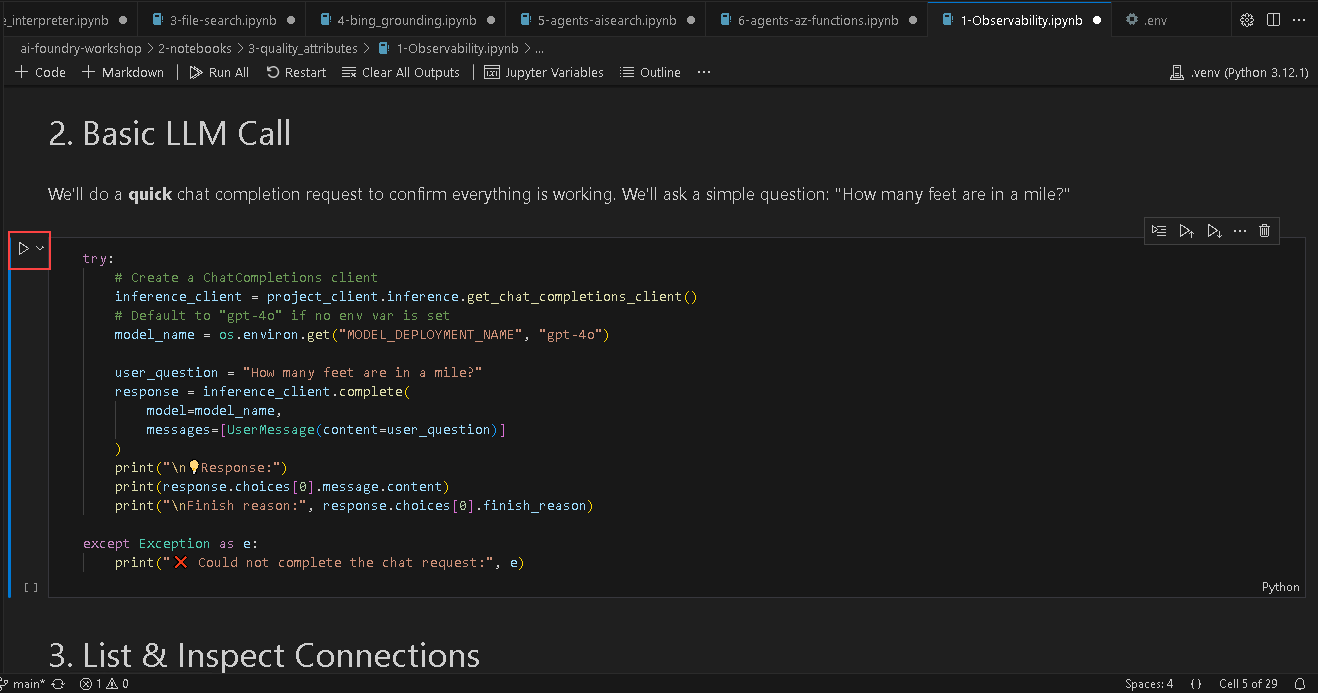 e_interpreter.ipynb
3-file-search.ipynb
4-bing_grounding.ipynb
5-agents-aisearch.ipynb
6-agents-az-functions.ipynb
1-Observability.ipynb
.env
ai-foundry-workshop > 2-notebooks > 3-quality_attributes > 1-Observability.ipynb > ...
+ Code + Markdown | Run All Restart Clear All Outputs | Jupyter Variables Outline ... .venv (Python 3.12.1)
2. Basic LLM Call
We'll do a quick chat completion request to confirm everything is working. We'll ask a simple question: "How many feet are in a mile?"
try:
    # Create a ChatCompletions client
    inference_client = project_client.inference.get_chat_completions_client()
    # Default to "gpt-4o" if no env var is set
    model_name = os.environ.get("MODEL_DEPLOYMENT_NAME", "gpt-4o")
    user_question = "How many feet are in a mile?"
    response = inference_client.complete(
        model=model_name,
        messages=[UserMessage(content=user_question)]
    )
    print("\n💡Response:")
    print(response.choices[0].message.content)
    print("\nFinish reason:", response.choices[0].finish_reason)
except Exception as e:
    print("❌ Could not complete the chat request:", e)
[ ]
Python
3. List & Inspect Connections
main* 1 0 Spaces: 4 {} Cell 5 of 29